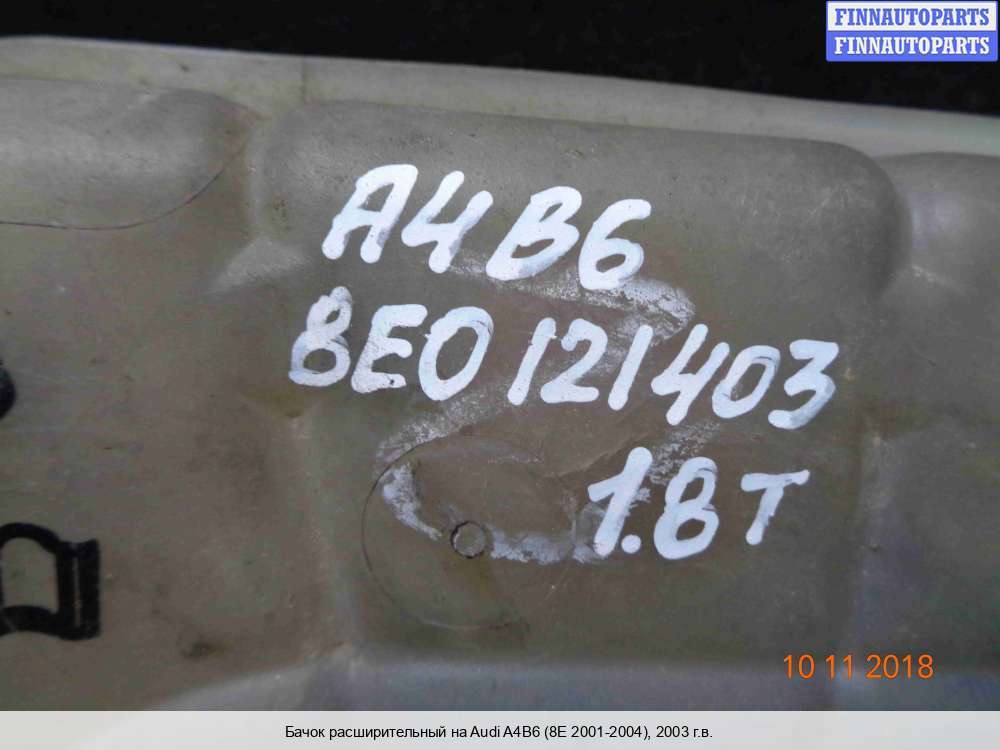 FINNAUTOPARTS
FINNAUTOPARTS
A4B6
8E0 121403
1.8T
10 11 2018
Бачок расширительный на Audi A4B6 (8E 2001-2004), 2003 г.в.